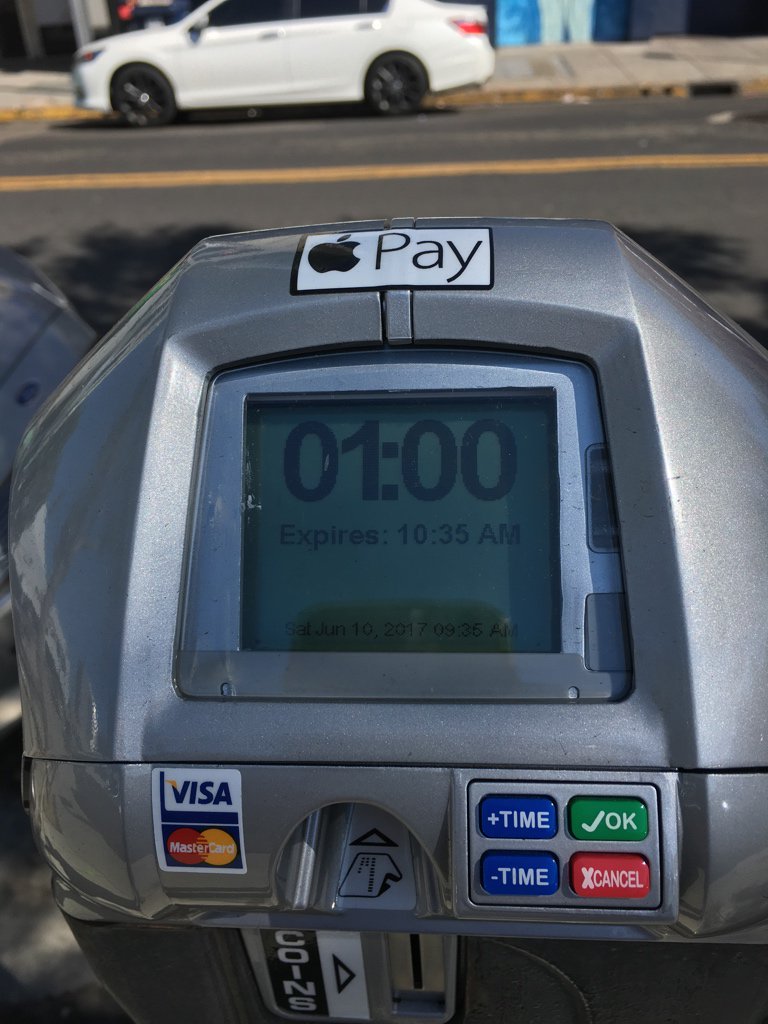 Pay
01:00
Expires: 10:35 AM
Sat Jun 10, 2017 09:35 AM
VISA
MasterCard
+TIME
OK
-TIME
XCANCEL
COINS